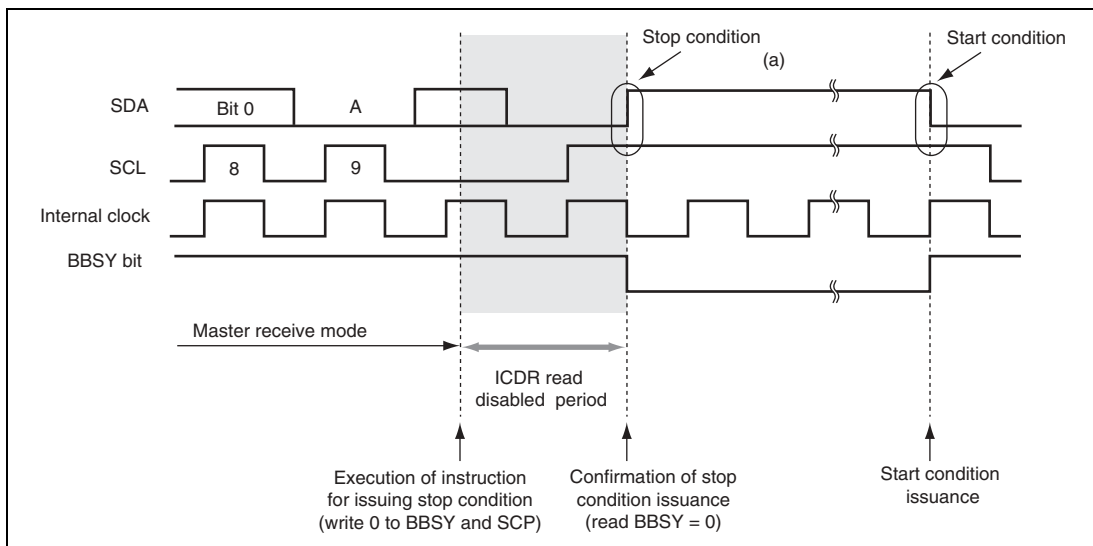 Stop condition
Start condition
(a)
SDA
Bit 0
A
SCL
8
9
Internal clock
BBSY bit
Master receive mode
ICDR read
disabled period
Execution of instruction
for issuing stop condition
(write 0 to BBSY and SCP)
Confirmation of stop
condition issuance
(read BBSY = 0)
Start condition
issuance